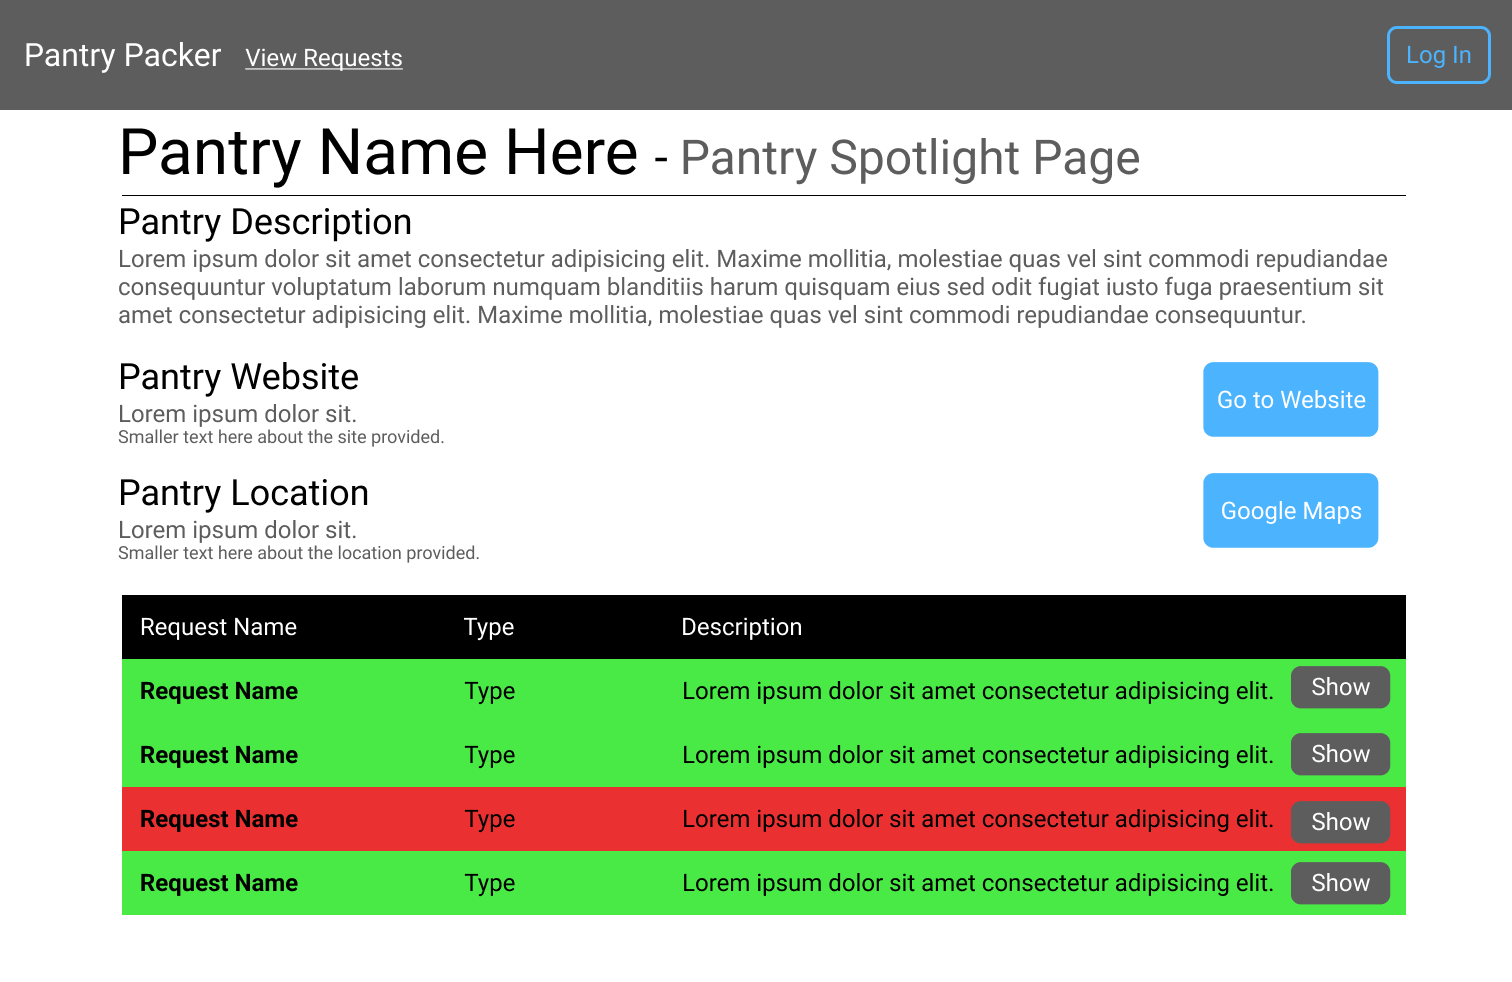 Pantry Packer View Requests Log In
Pantry Name Here - Pantry Spotlight Page
Pantry Description
Lorem ipsum dolor sit amet consectetur adipisicing elit. Maxime mollitia, molestiae quas vel sint commodi repudiandae
consequuntur voluptatum laborum numquam blanditiis harum quisquam eius sed odit fugiat iusto fuga praesentium sit
amet consectetur adipisicing elit. Maxime mollitia, molestiae quas vel sint commodi repudiandae consequuntur.
Pantry Website
Lorem ipsum dolor sit.
Smaller text here about the site provided.
Go to Website
Pantry Location
Lorem ipsum dolor sit.
Smaller text here about the location provided.
Google Maps
Request Name Type Description
Request Name Type Lorem ipsum dolor sit amet consectetur adipisicing elit. Show
Request Name Type Lorem ipsum dolor sit amet consectetur adipisicing elit. Show
Request Name Type Lorem ipsum dolor sit amet consectetur adipisicing elit. Show
Request Name Type Lorem ipsum dolor sit amet consectetur adipisicing elit. Show